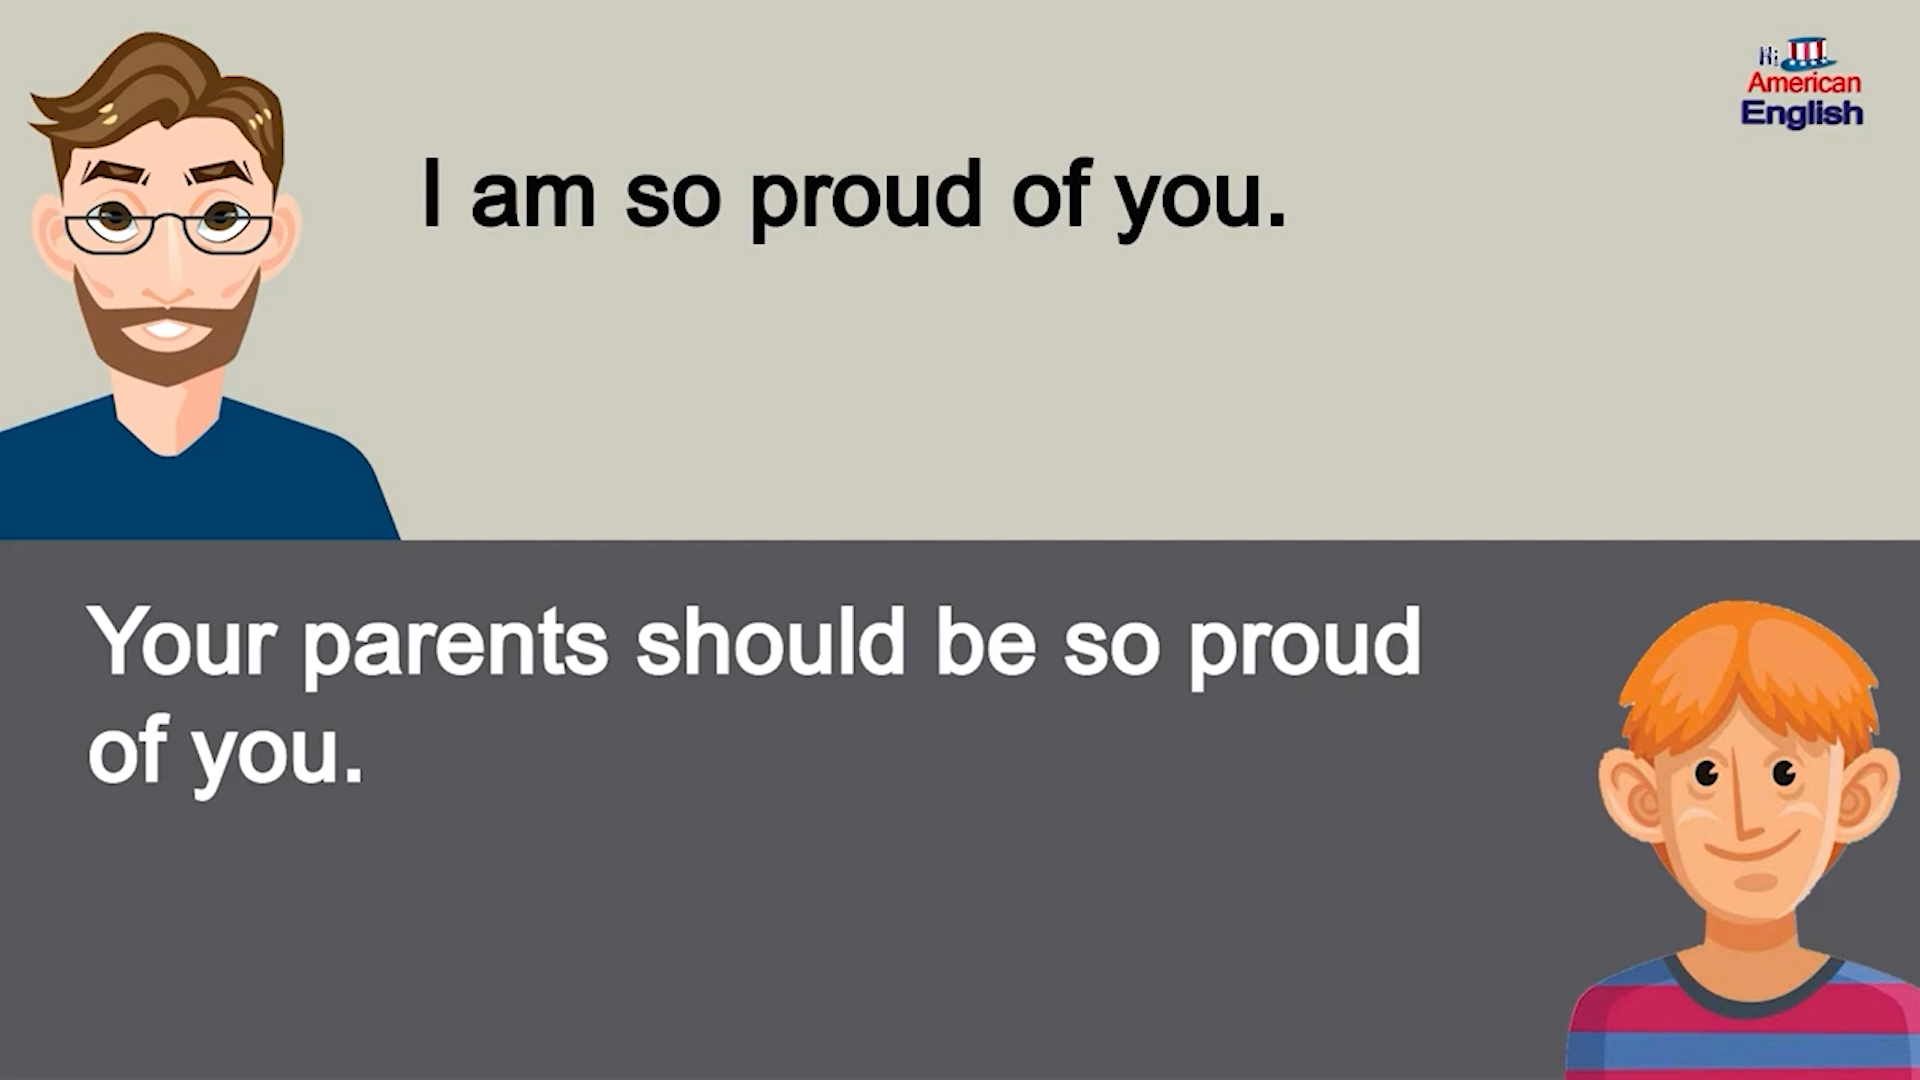 Hi
American
English
I am so proud of you.
Your parents should be so proud
of you.